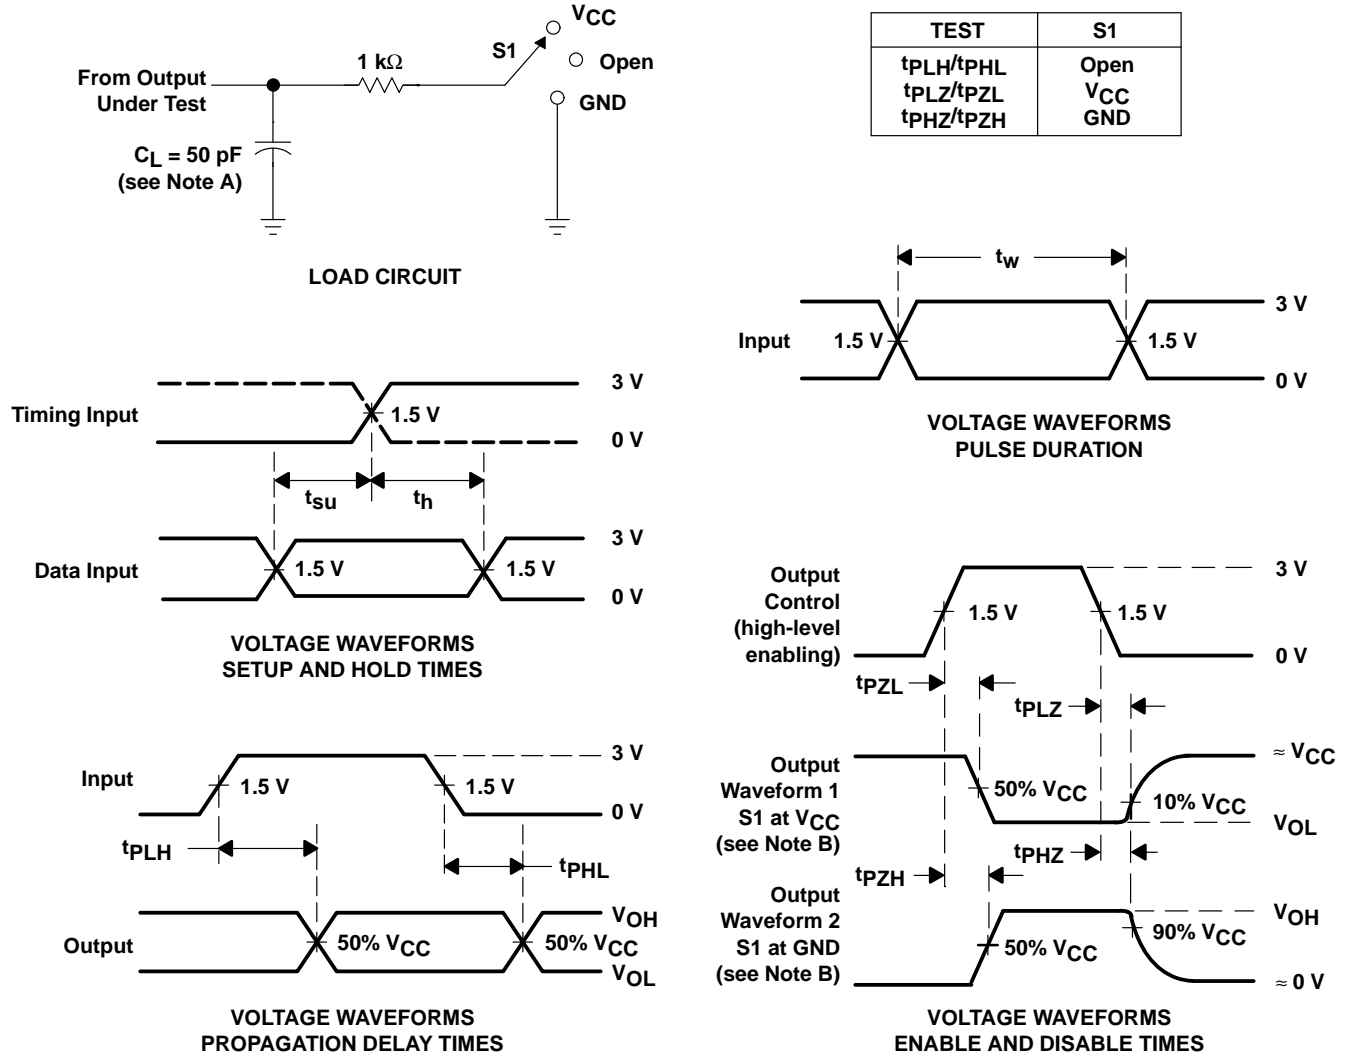 VCC
S1
1 kΩ
Open
From Output
Under Test
GND
CL = 50 pF
(see Note A)
LOAD CIRCUIT
TEST S1
tPLH/tPHL Open
tPLZ/tPZL VCC
tPHZ/tPZH GND
tw
3 V
Input 1.5 V 1.5 V
0 V
VOLTAGE WAVEFORMS
PULSE DURATION
3 V
Timing Input 1.5 V
0 V
tsu th
3 V
Data Input 1.5 V 1.5 V
0 V
VOLTAGE WAVEFORMS
SETUP AND HOLD TIMES
3 V
Input 1.5 V 1.5 V
0 V
tPLH
tPHL
VOH
Output 50% VCC 50% VCC
VOL
VOLTAGE WAVEFORMS
PROPAGATION DELAY TIMES
Output
Control
(high-level
enabling)
3 V
1.5 V 1.5 V
0 V
tPZL
tPLZ
Output
Waveform 1
S1 at VCC
(see Note B)
≈ VCC
50% VCC 10% VCC
VOL
tPHZ
tPZH
Output
Waveform 2
S1 at GND
(see Note B)
VOH
50% VCC 90% VCC
≈ 0 V
VOLTAGE WAVEFORMS
ENABLE AND DISABLE TIMES